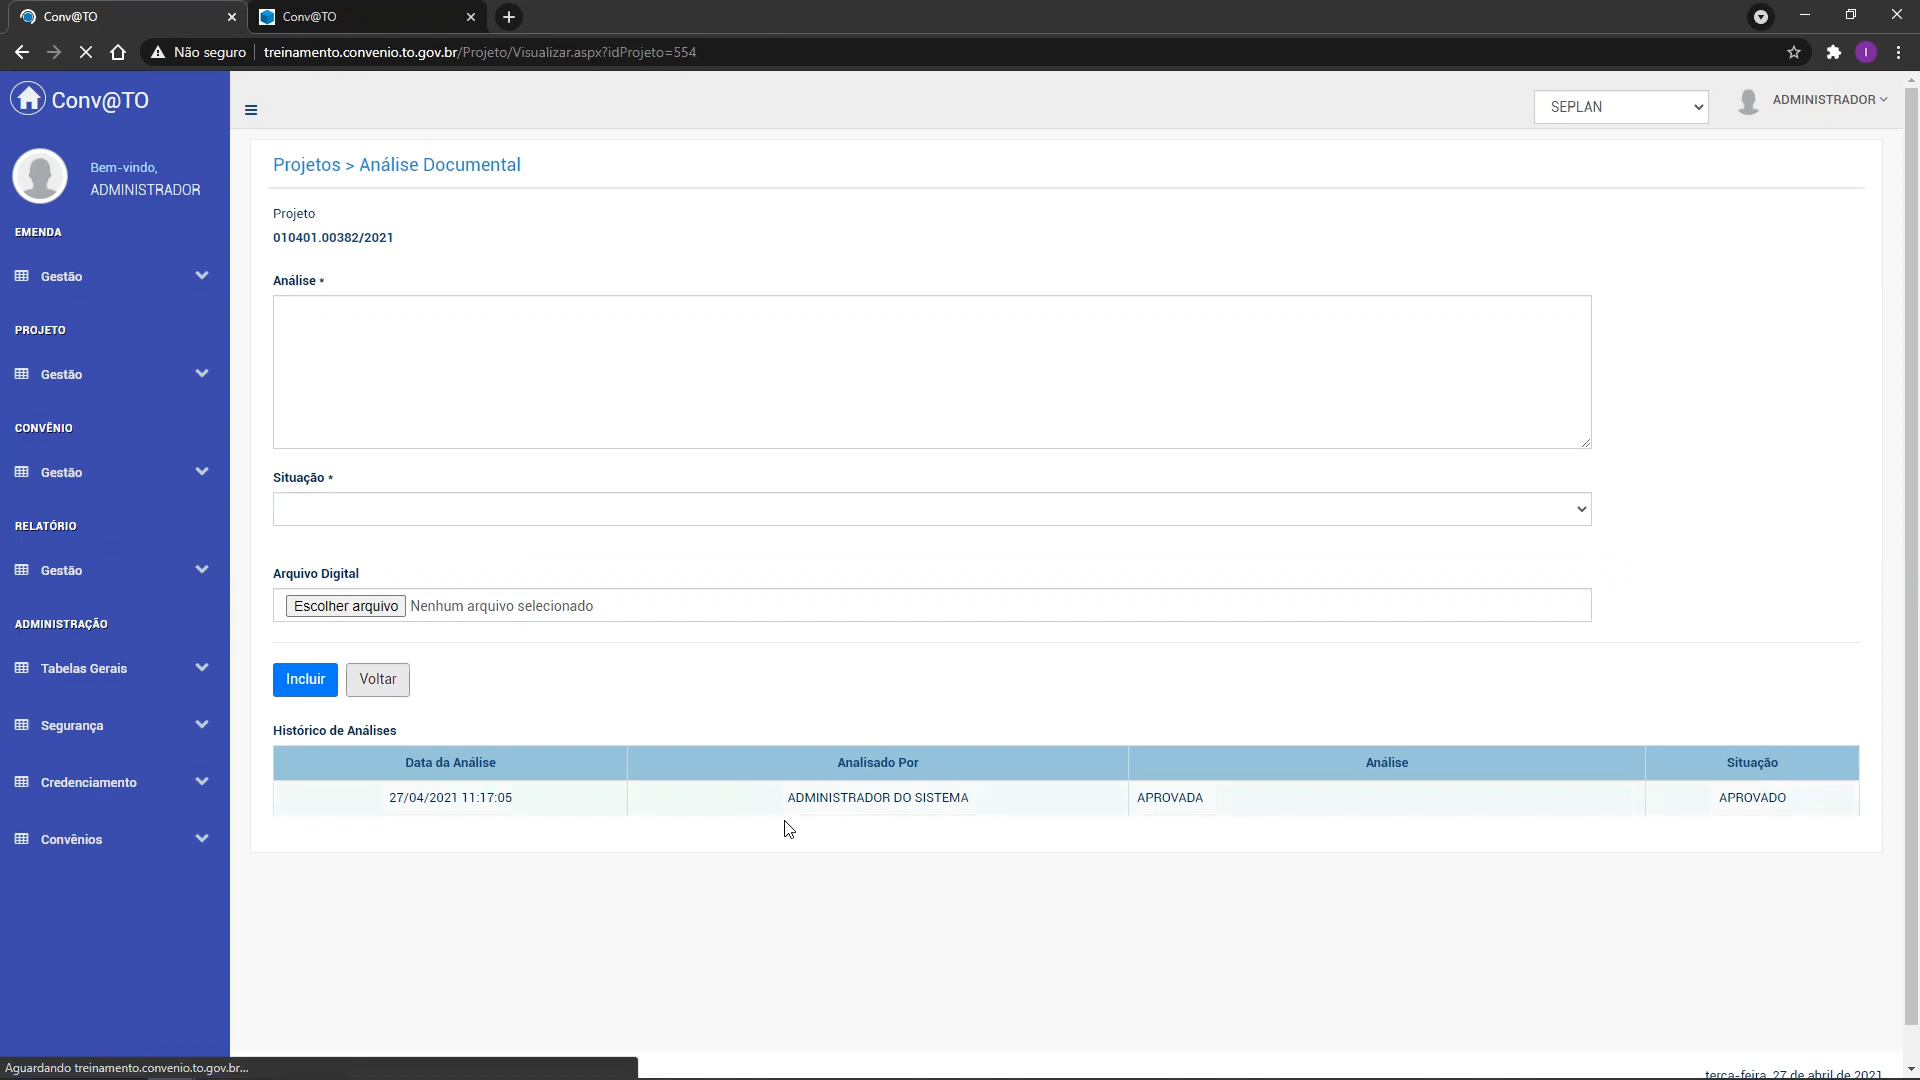 Conv@TO
Conv@TO
Não seguro
treinamento.convenio.to.gov.br/Projeto/Visualizar.aspx?idProjeto=554
I
Conv@TO
SEPLAN
ADMINISTRADOR
Bem-vindo,
ADMINISTRADOR
EMENDA
Gestão
PROJETO
Gestão
CONVÊNIO
Gestão
RELATÓRIO
Gestão
ADMINISTRAÇÃO
Tabelas Gerais
Segurança
Credenciamento
Convênios
Projetos > Análise Documental
Projeto
010401.00382/2021
Análise *
Situação *
Arquivo Digital
Escolher arquivo Nenhum arquivo selecionado
Incluir Voltar
Histórico de Análises
Data da Análise Analisado Por Análise Situação
27/04/2021 11:17:05 ADMINISTRADOR DO SISTEMA APROVADA APROVADO
Aguardando treinamento.convenio.to.gov.br...
terça-feira, 27 de abril de 2021